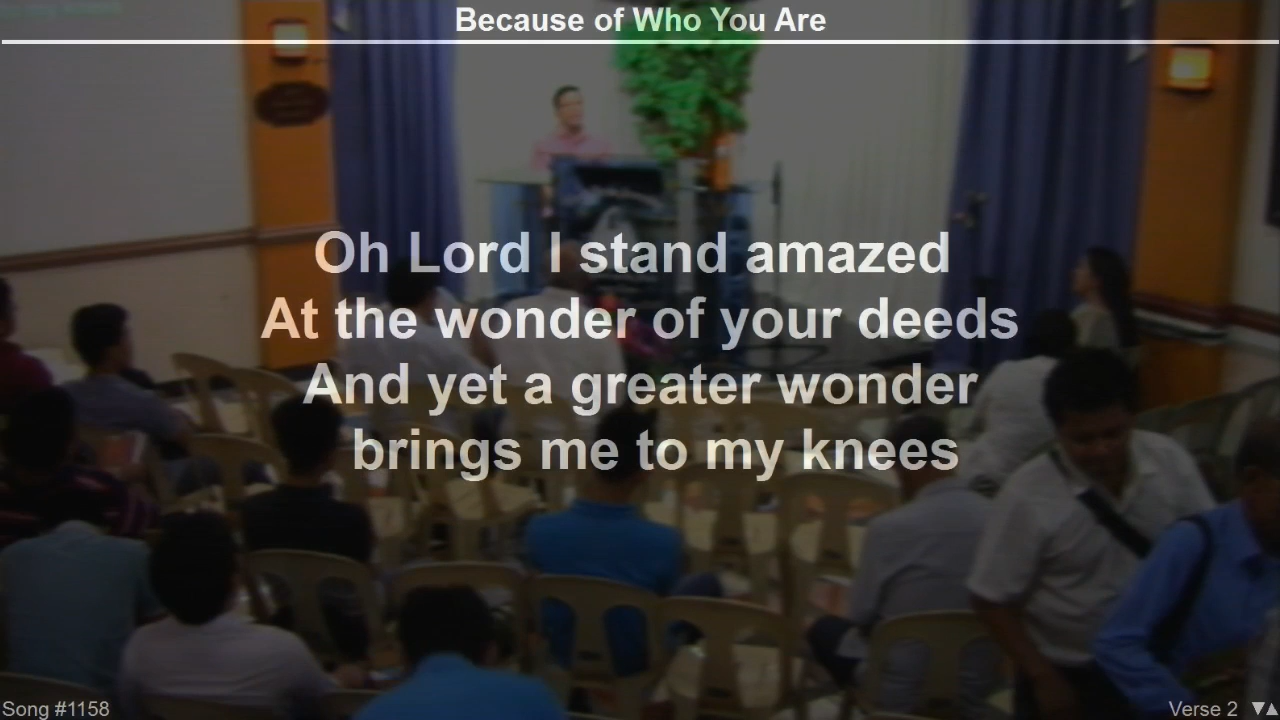 Because of Who You Are
Oh Lord I stand amazed
At the wonder of your deeds
And yet a greater wonder
brings me to my knees
Song #1158
Verse 2 ▼▲